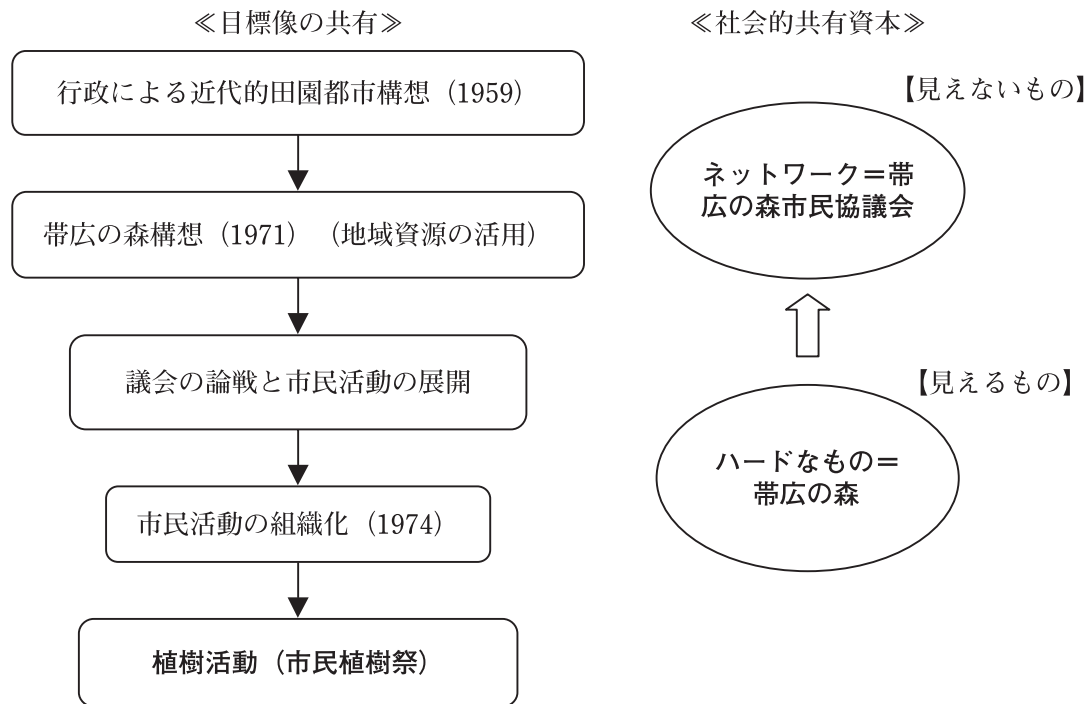 ≪目標像の共有≫
行政による近代的田園都市構想（1959）
帯広の森構想（1971）（地域資源の活用）
議会の論戦と市民活動の展開
市民活動の組織化（1974）
植樹活動（市民植樹祭）
≪社会的共有資本≫
【見えないもの】
ネットワーク＝帯
広の森市民協議会
【見えるもの】
ハードなもの＝
帯広の森